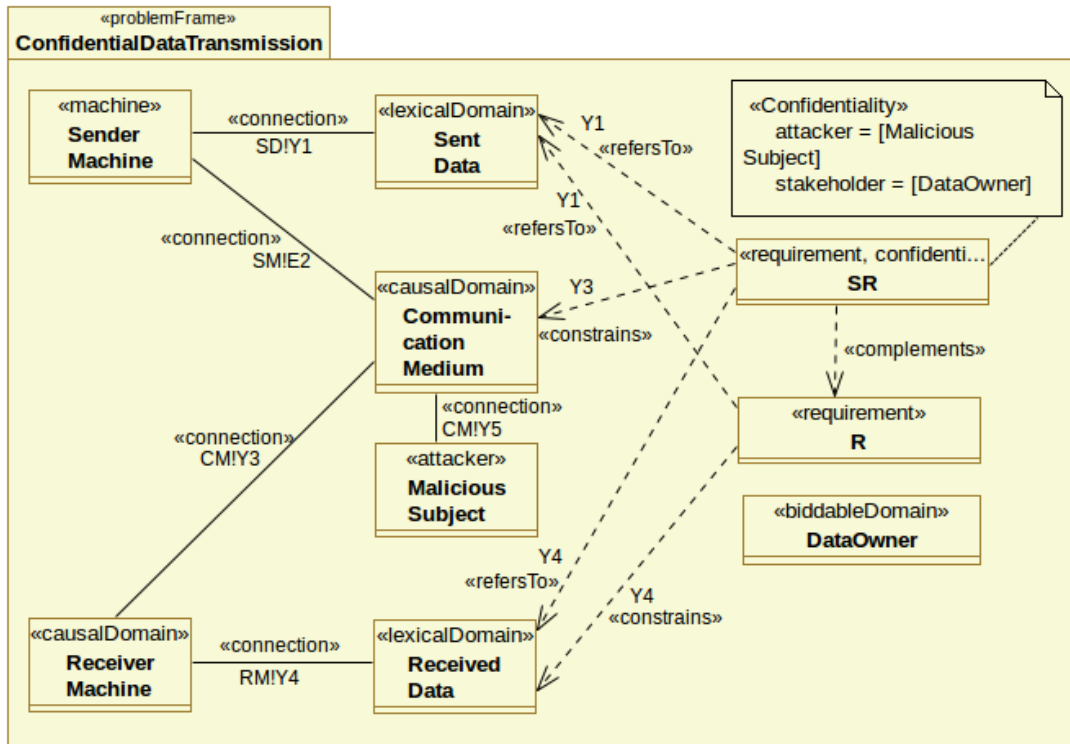 «problemFrame»
ConfidentialDataTransmission
«machine»
Sender
Machine
«connection»
SD!Y1
«lexicalDomain»
Sent
Data
Y1
«refersTo»
«Confidentiality»
attacker = [Malicious
Subject]
stakeholder = [DataOwner]
Y1
«refersTo»
«connection»
SM!E2
«requirement, confidenti...
SR
«causalDomain»
Communi-
cation
Medium
Y3
«constrains»
«complements»
«connection»
CM!Y5
«connection»
CM!Y3
«requirement»
R
«attacker»
Malicious
Subject
«biddableDomain»
DataOwner
Y4
«refersTo»
Y4
«constrains»
«causalDomain»
Receiver
Machine
«connection»
RM!Y4
«lexicalDomain»
Received
Data